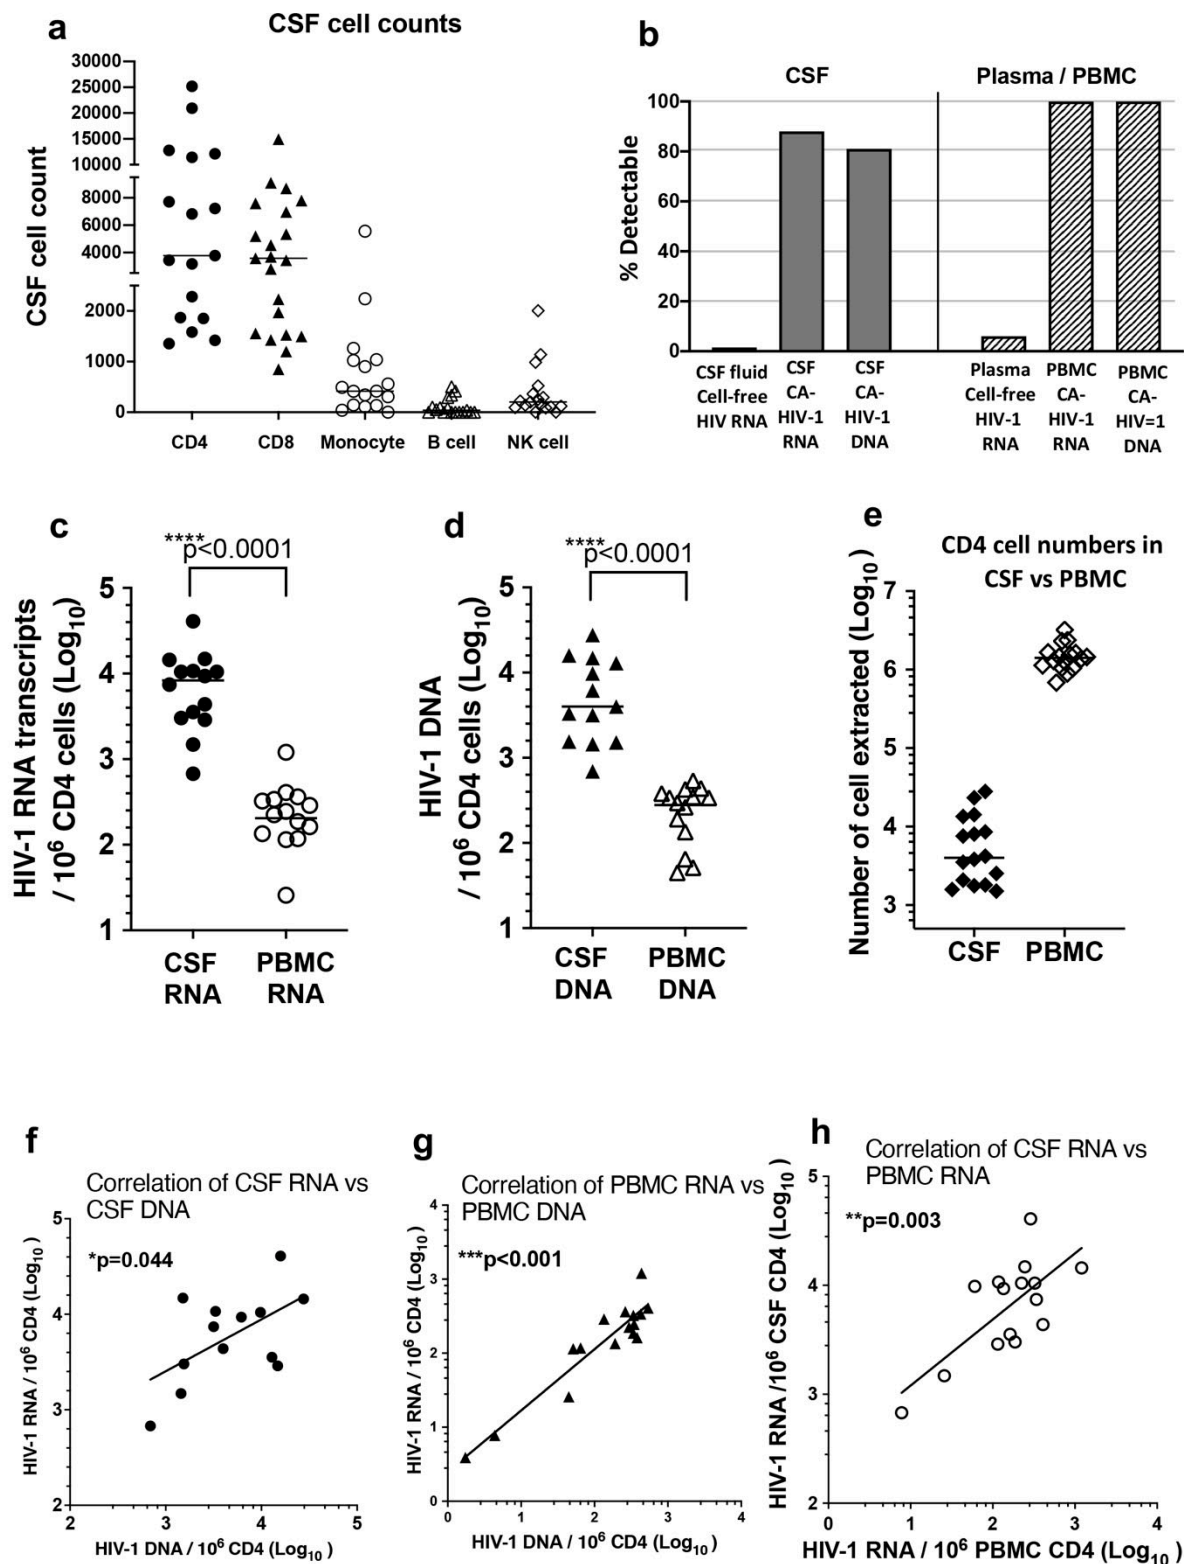 a
CSF cell counts
CSF cell count
30000
25000
20000
15000
10000
8000
6000
4000
2000
1000
0
CD4
CD8
Monocyte
B cell
NK cell
b
CSF
Plasma / PBMC
% Detectable
100
80
60
40
20
0
CSF fluid
Cell-free
HIV RNA
CSF
CA-
HIV-1
RNA
CSF
CA-
HIV-1
DNA
Plasma
Cell-free
HIV-1
RNA
PBMC
CA-
HIV-1
RNA
PBMC
CA-
HIV=1
DNA
c
****
p<0.0001
HIV-1 RNA transcripts
/ 10⁶ CD4 cells (Log₁₀)
5
4
3
2
1
CSF
RNA
PBMC
RNA
d
****
p<0.0001
HIV-1 DNA
/ 10⁶ CD4 cells (Log₁₀)
5
4
3
2
1
CSF
DNA
PBMC
DNA
e
CD4 cell numbers in
CSF vs PBMC
Number of cell extracted (Log₁₀)
7
6
5
4
3
CSF
PBMC
f
Correlation of CSF RNA vs
CSF DNA
*p=0.044
HIV-1 RNA / 10⁶ CD4 (Log₁₀)
5
4
3
2
2
3
4
5
HIV-1 DNA / 10⁶ CD4 (Log₁₀)
g
Correlation of PBMC RNA vs
PBMC DNA
***p<0.001
HIV-1 RNA / 10⁶ CD4 (Log₁₀)
4
3
2
1
0
0
1
2
3
4
HIV-1 DNA / 10⁶ CD4 (Log₁₀)
h
Correlation of CSF RNA vs
PBMC RNA
**p=0.003
HIV-1 RNA /10⁶ CSF CD4 (Log₁₀)
5
4
3
2
0
1
2
3
4
HIV-1 RNA / 10⁶ PBMC CD4 (Log₁₀)